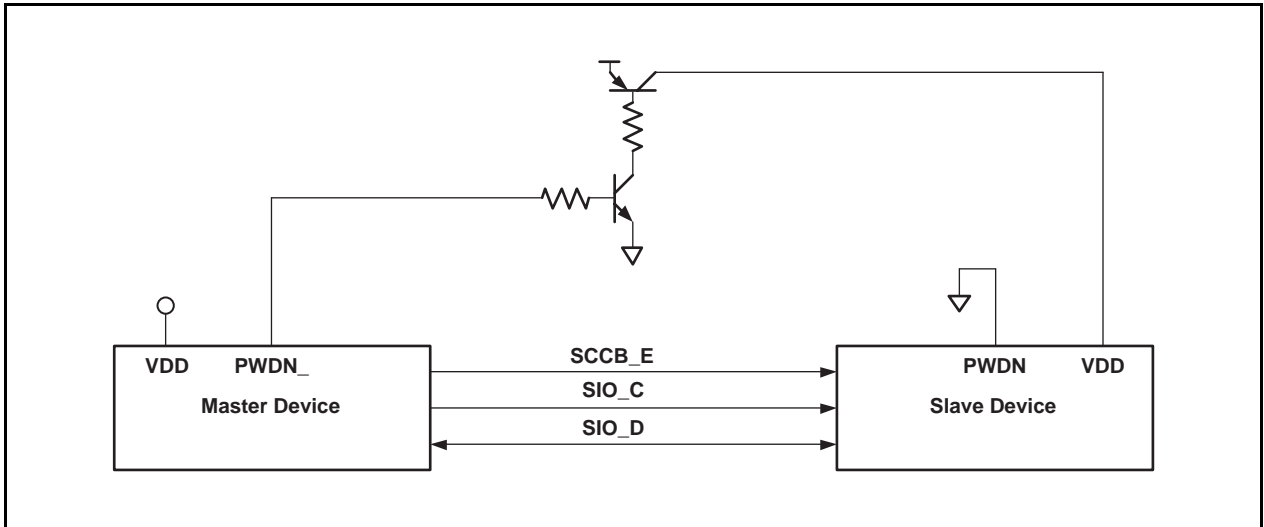 SCCB_E
VDD PWDN_
PWDN VDD
SIO_C
Master Device
Slave Device
SIO_D